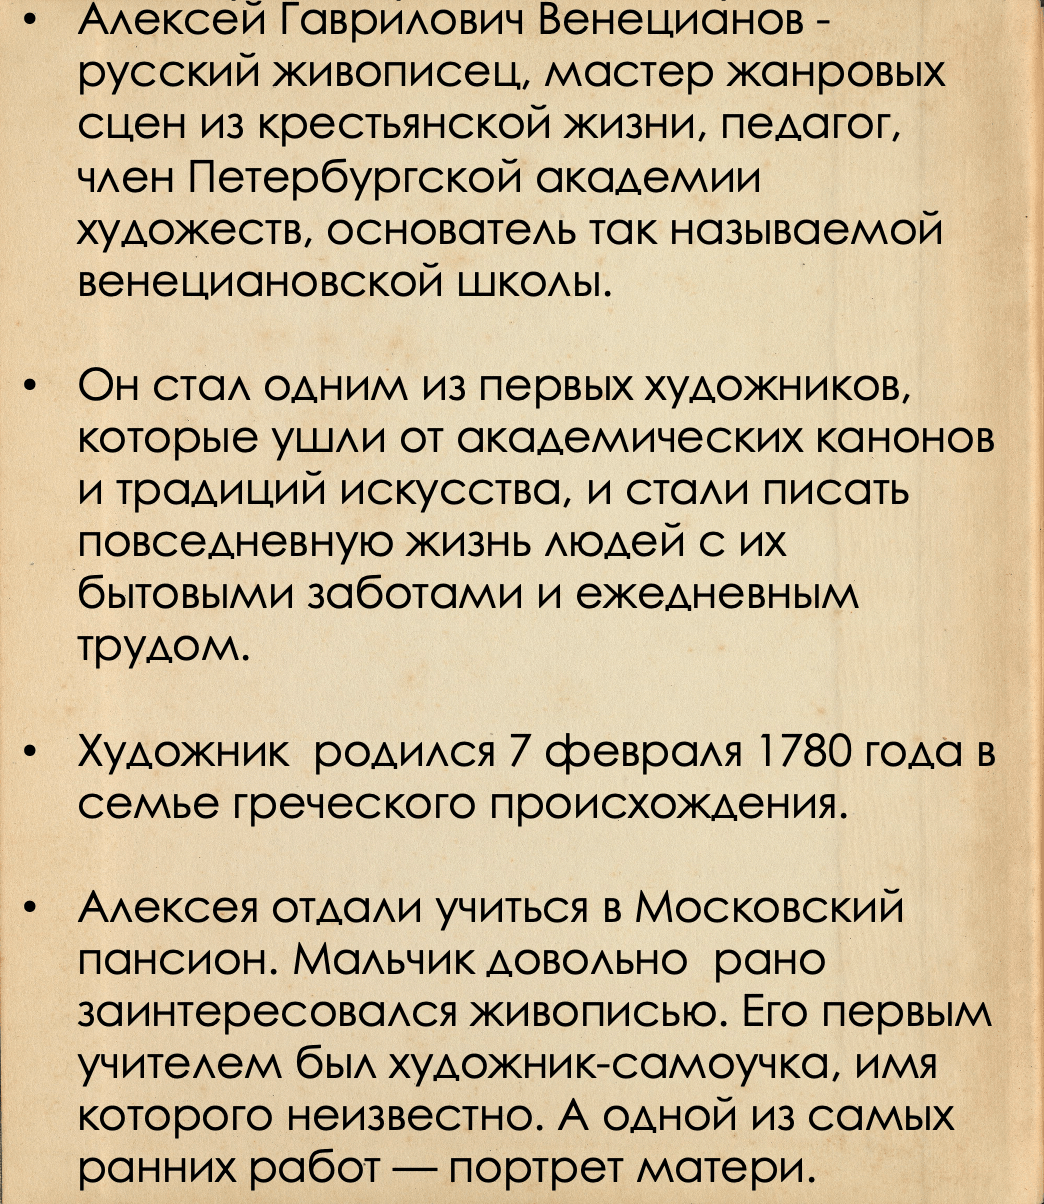 • Алексей Гаврилович Венецианов -
русский живописец, мастер жанровых
сцен из крестьянской жизни, педагог,
член Петербургской академии
художеств, основатель так называемой
венециановской школы.
• Он стал одним из первых художников,
которые ушли от академических канонов
и традиций искусства, и стали писать
повседневную жизнь людей с их
бытовыми заботами и ежедневным
трудом.
• Художник  родился 7 февраля 1780 года в
семье греческого происхождения.
• Алексея отдали учиться в Московский
пансион. Мальчик довольно  рано
заинтересовался живописью. Его первым
учителем был художник-самоучка, имя
которого неизвестно. А одной из самых
ранних работ — портрет матери.